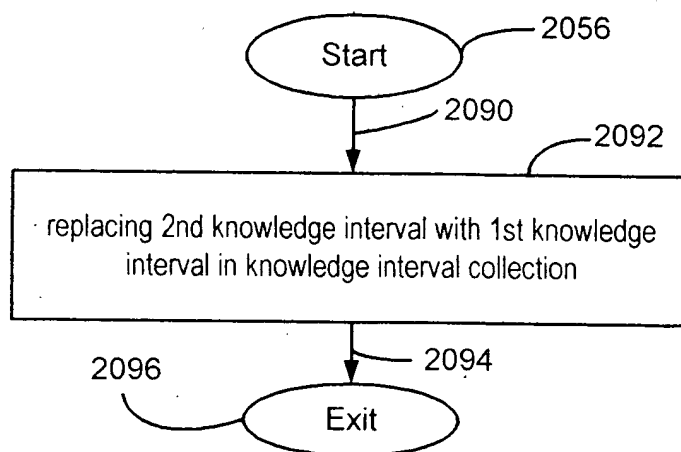 Start
2056
2090
2092
replacing 2nd knowledge interval with 1st knowledge
interval in knowledge interval collection
2094
2096
Exit